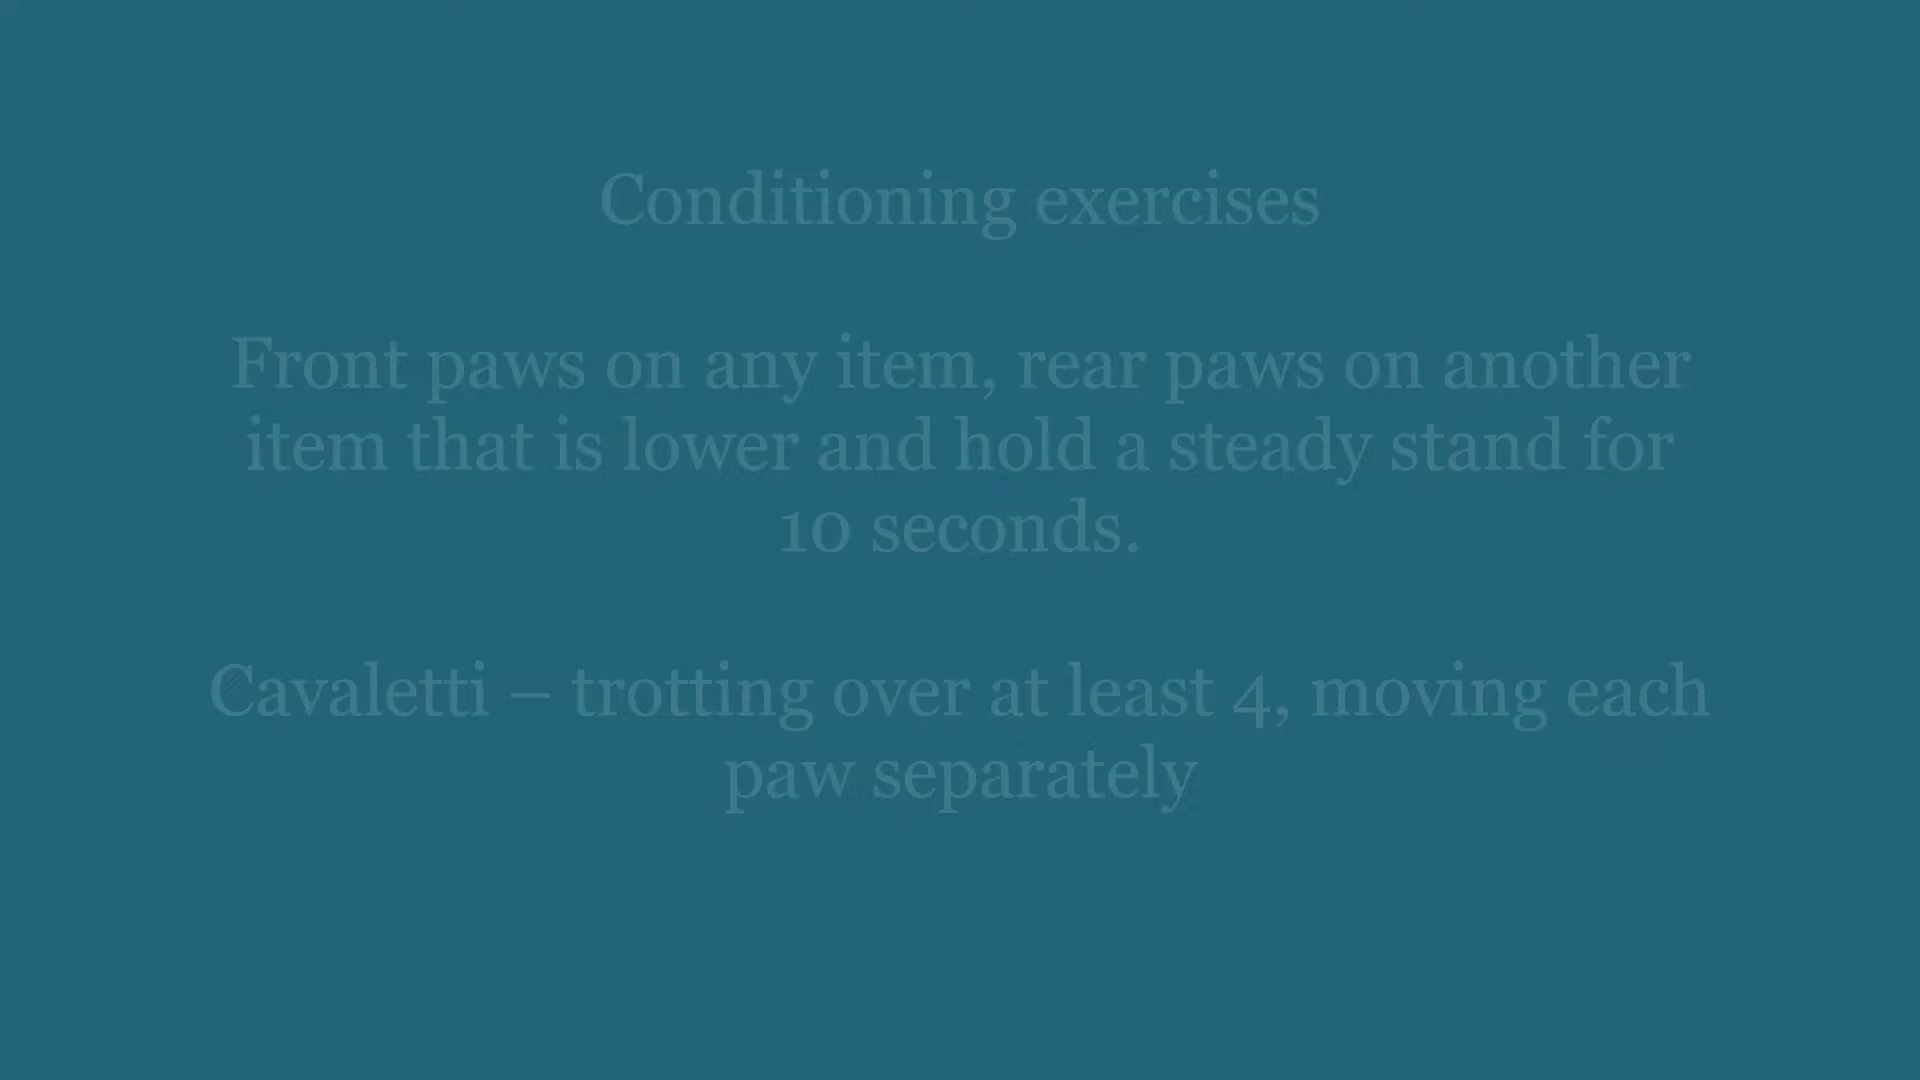 Conditioning exercises
Front paws on any item, rear paws on another
item that is lower and hold a steady stand for
10 seconds.
Cavaletti – trotting over at least 4, moving each
paw separately